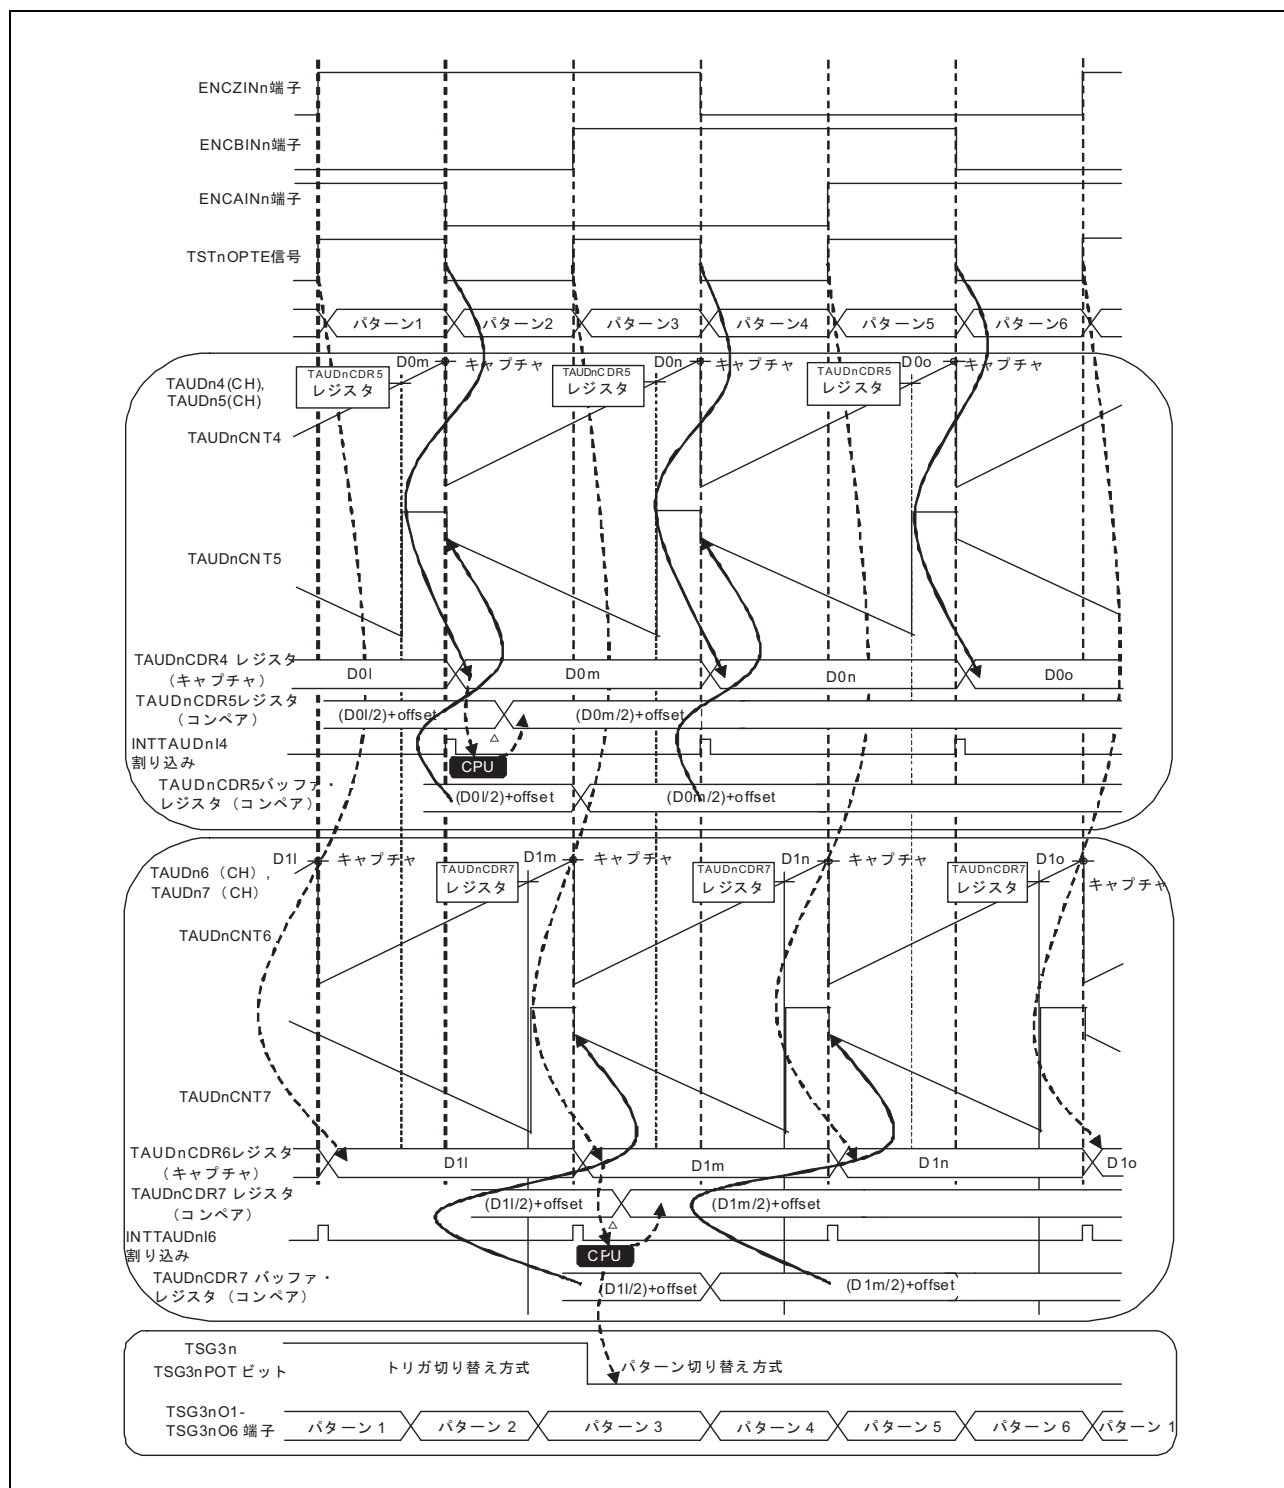 ENCZINn端子
ENCBINn端子
ENCAINn端子
TSTnOPTE信号
パターン1 パターン2 パターン3 パターン4 パターン5 パターン6
TAUDn4(CH),
TAUDn5(CH)
TAUDnCDR5
レジスタ
D0m
キャプチャ
TAUDnCDR5
レジスタ
D0n
キャプチャ
TAUDnCDR5
レジスタ
D0o
キャプチャ
TAUDnCNT4
TAUDnCNT5
TAUDnCDR4 レジスタ
(キャプチャ)
D0l D0m D0n D0o
TAUDnCDR5レジスタ
(コンペア)
(D0l/2)+offset (D0m/2)+offset
INTTAUDnI4
割り込み
CPU
TAUDnCDR5バッファ・
レジスタ(コンペア)
(D0l/2)+offset (D0m/2)+offset
TAUDn6(CH),
TAUDn7(CH)
D1l
キャプチャ
TAUDnCDR7
レジスタ
D1m
キャプチャ
TAUDnCDR7
レジスタ
D1n
キャプチャ
TAUDnCDR7
レジスタ
D1o
キャプチャ
TAUDnCNT6
TAUDnCNT7
TAUDnCDR6レジスタ
(キャプチャ)
D1l D1m D1n D1o
TAUDnCDR7 レジスタ
(コンペア)
(D1l/2)+offset (D1m/2)+offset
INTTAUDnI6
割り込み
CPU
TAUDnCDR7 バッファ・
レジスタ(コンペア)
(D1l/2)+offset (D1m/2)+offset
TSG3n
TSG3nPOT ビット
トリガ切り替え方式 パターン切り替え方式
TSG3nO1-
TSG3nO6 端子
パターン 1 パターン 2 パターン 3 パターン 4 パターン 5 パターン 6 パターン 1